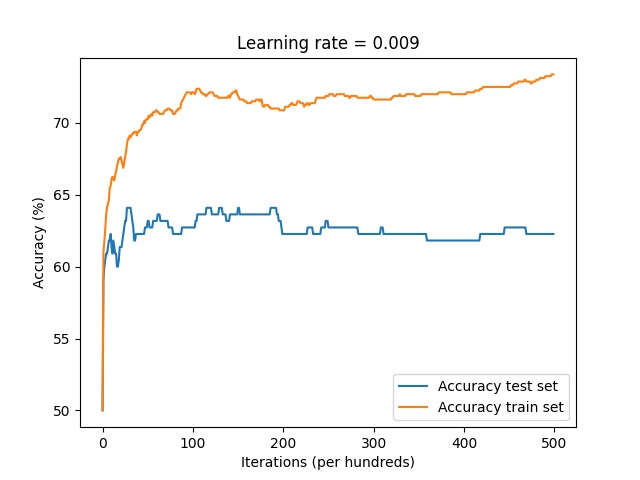 Learning rate = 0.009
Accuracy (%)
70
65
60
55
50
0 100 200 300 400 500
Iterations (per hundreds)
Accuracy test set
Accuracy train set